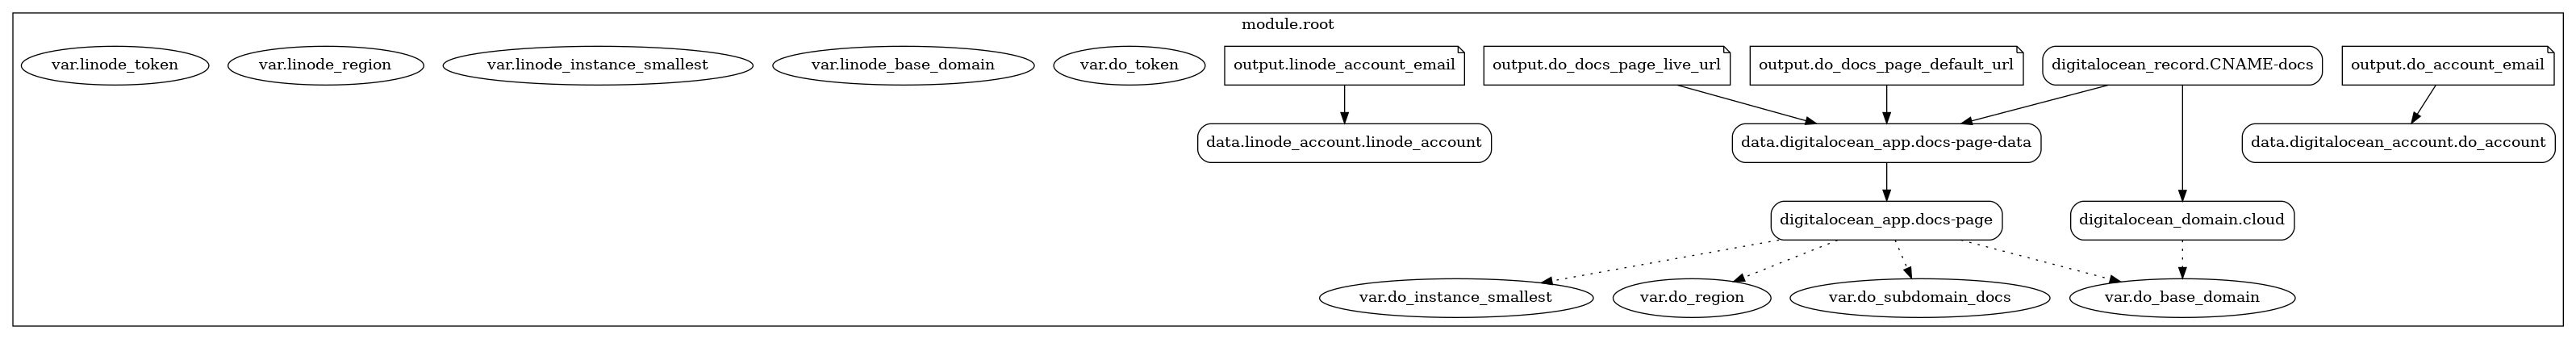 module.root
var.linode_token
var.linode_region
var.linode_instance_smallest
var.linode_base_domain
var.do_token
output.linode_account_email
output.do_docs_page_live_url
output.do_docs_page_default_url
digitalocean_record.CNAME-docs
output.do_account_email
data.linode_account.linode_account
data.digitalocean_app.docs-page-data
data.digitalocean_account.do_account
digitalocean_app.docs-page
digitalocean_domain.cloud
var.do_instance_smallest
var.do_region
var.do_subdomain_docs
var.do_base_domain